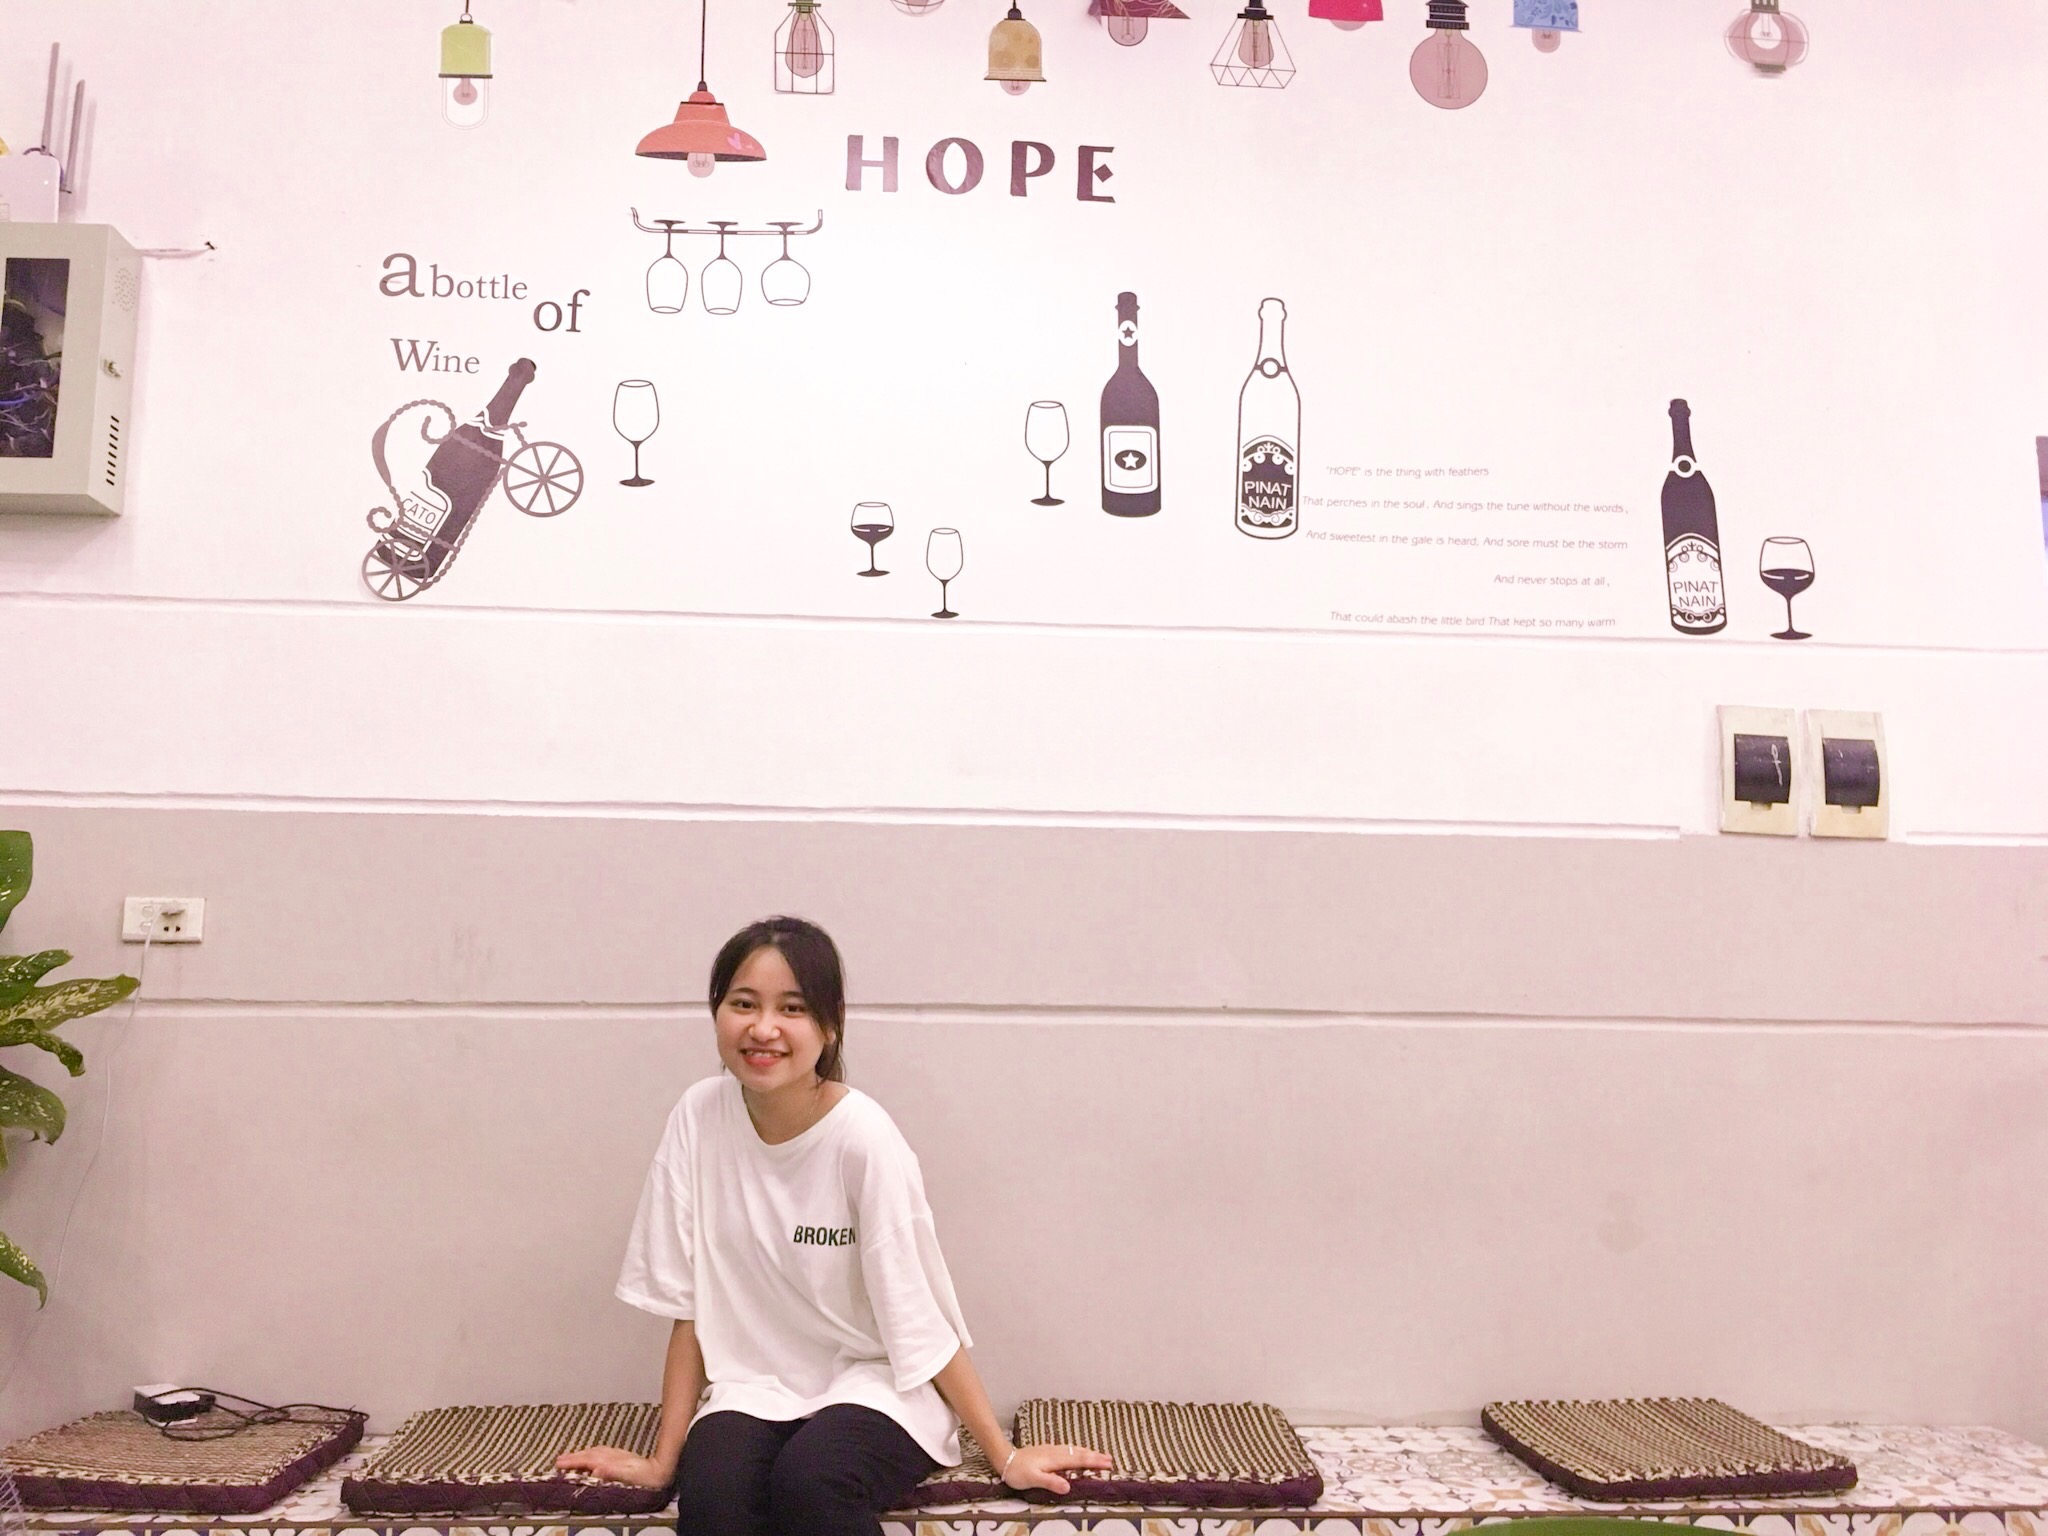 HOPE
a bottle of
Wine
CATO
PINAT
NAIN
"HOPE" is the thing with feathers
That perches in the soul. And sings the tune without the words,
And sweetest in the gale is heard, And sore must be the storm
And never stops at all,
That could abash the little bird That kept so many warm
PINAT
NAIN
BROKEN